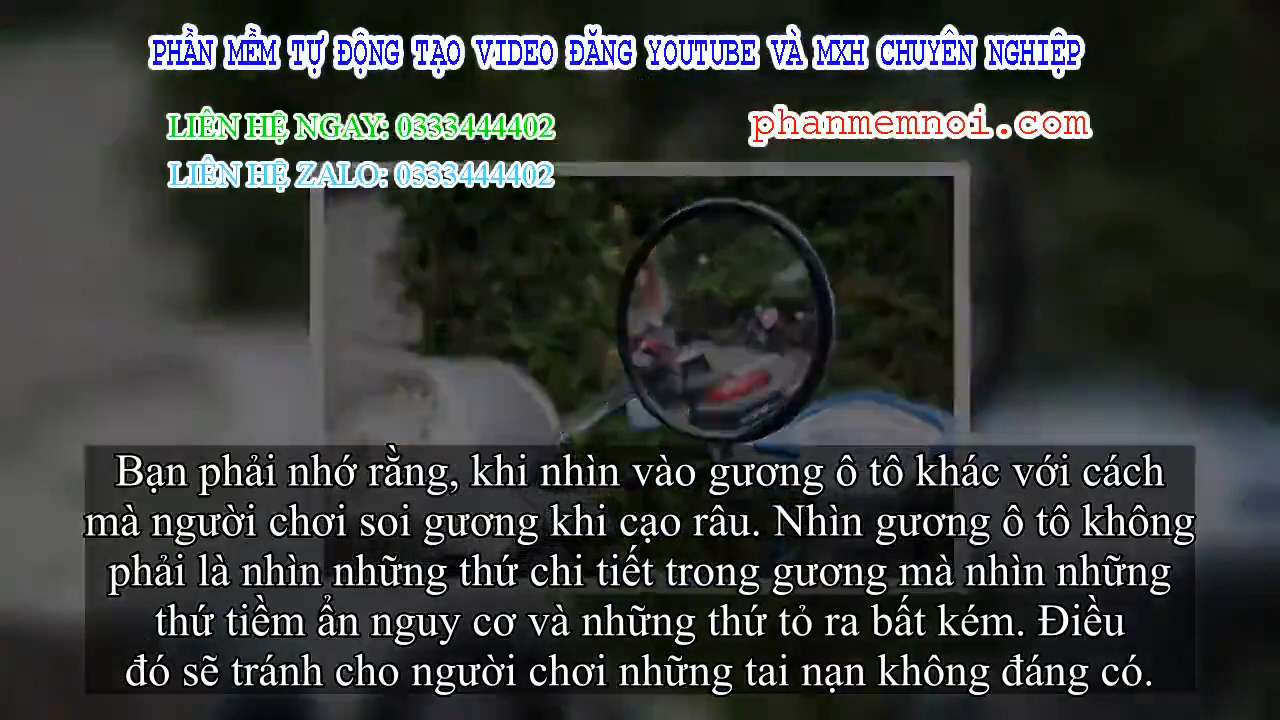 PHẦN MỀM TỰ ĐỘNG TẠO VIDEO ĐĂNG YOUTUBE VÀ MXH CHUYÊN NGHIỆP
LIÊN HỆ NGAY: 0333444402
phanmemnoi.com
LIÊN HỆ ZALO: 0333444402
Bạn phải nhớ rằng, khi nhìn vào gương ô tô khác với cách
mà người chơi soi gương khi cạo râu. Nhìn gương ô tô không
phải là nhìn những thứ chi tiết trong gương mà nhìn những
thứ tiềm ẩn nguy cơ và những thứ tỏ ra bất kém. Điều
đó sẽ tránh cho người chơi những tai nạn không đáng có.